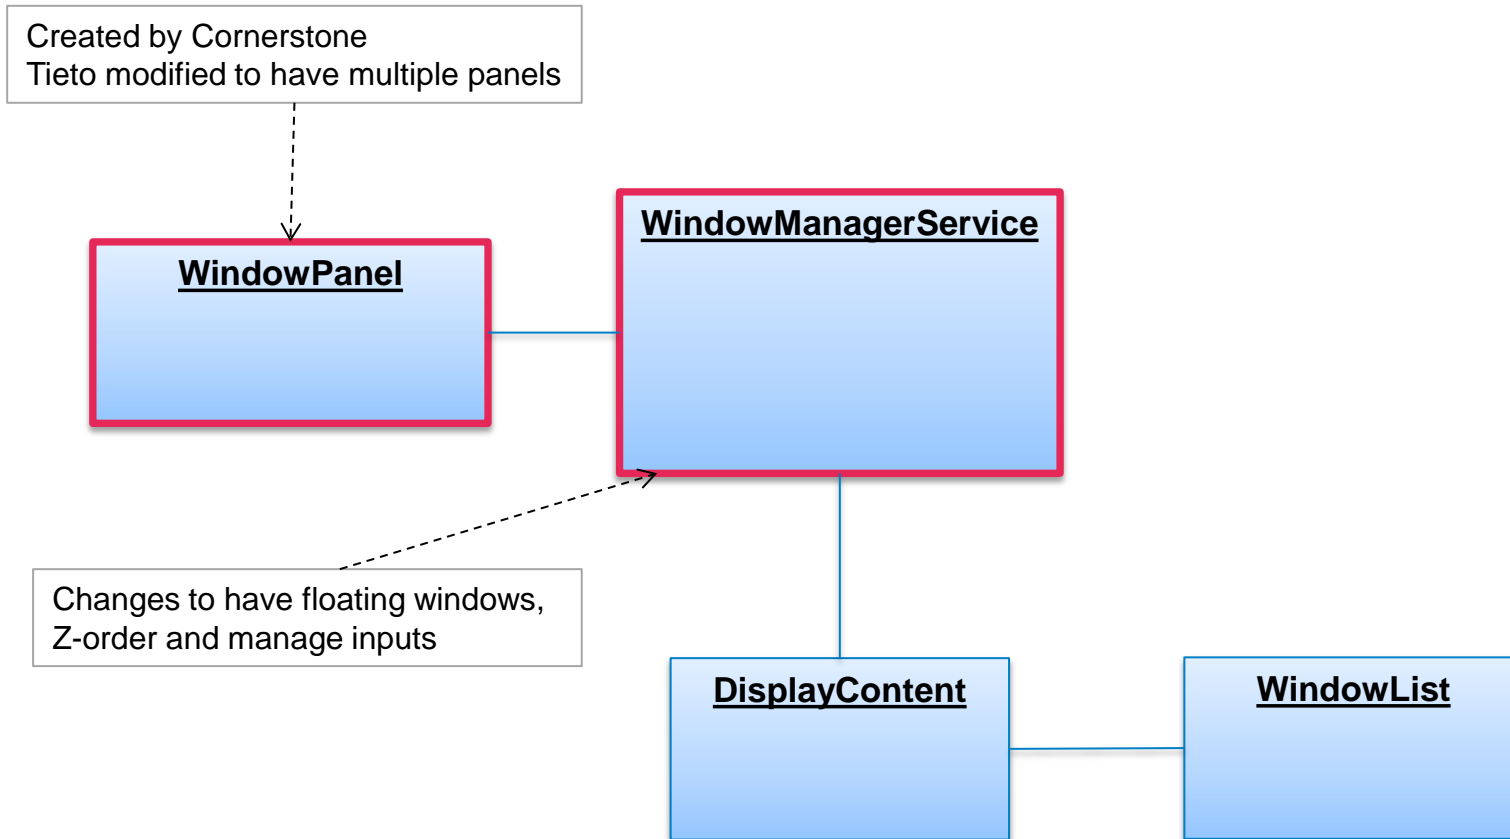 Created by Cornerstone
Tieto modified to have multiple panels
WindowManagerService
WindowPanel
Changes to have floating windows,
Z-order and manage inputs
DisplayContent
WindowList